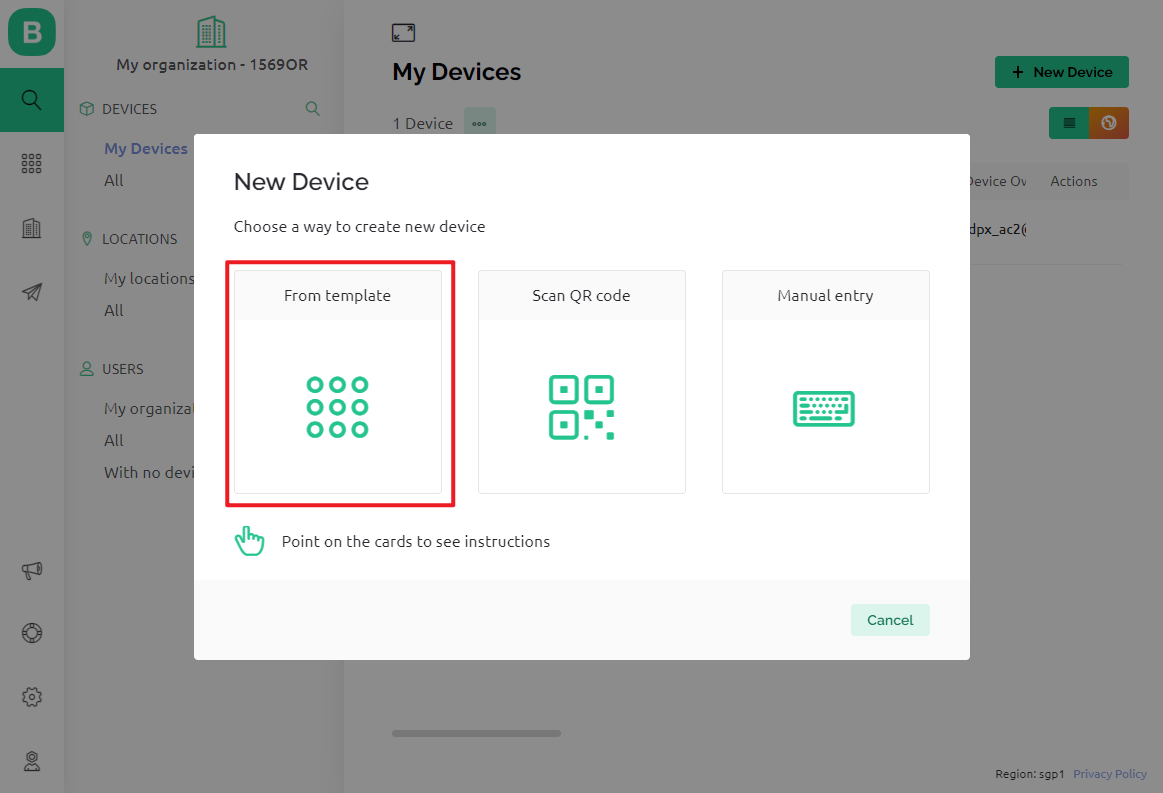 B
My organization - 1569OR
DEVICES
My Devices
All
LOCATIONS
My locations
All
USERS
My organizat
All
With no devi
My Devices
New Device
1 Device
Device Ov
Actions
dpx_ac2(
New Device
Choose a way to create new device
From template
Scan QR code
Manual entry
Point on the cards to see instructions
Cancel
Region: sgp1 Privacy Policy